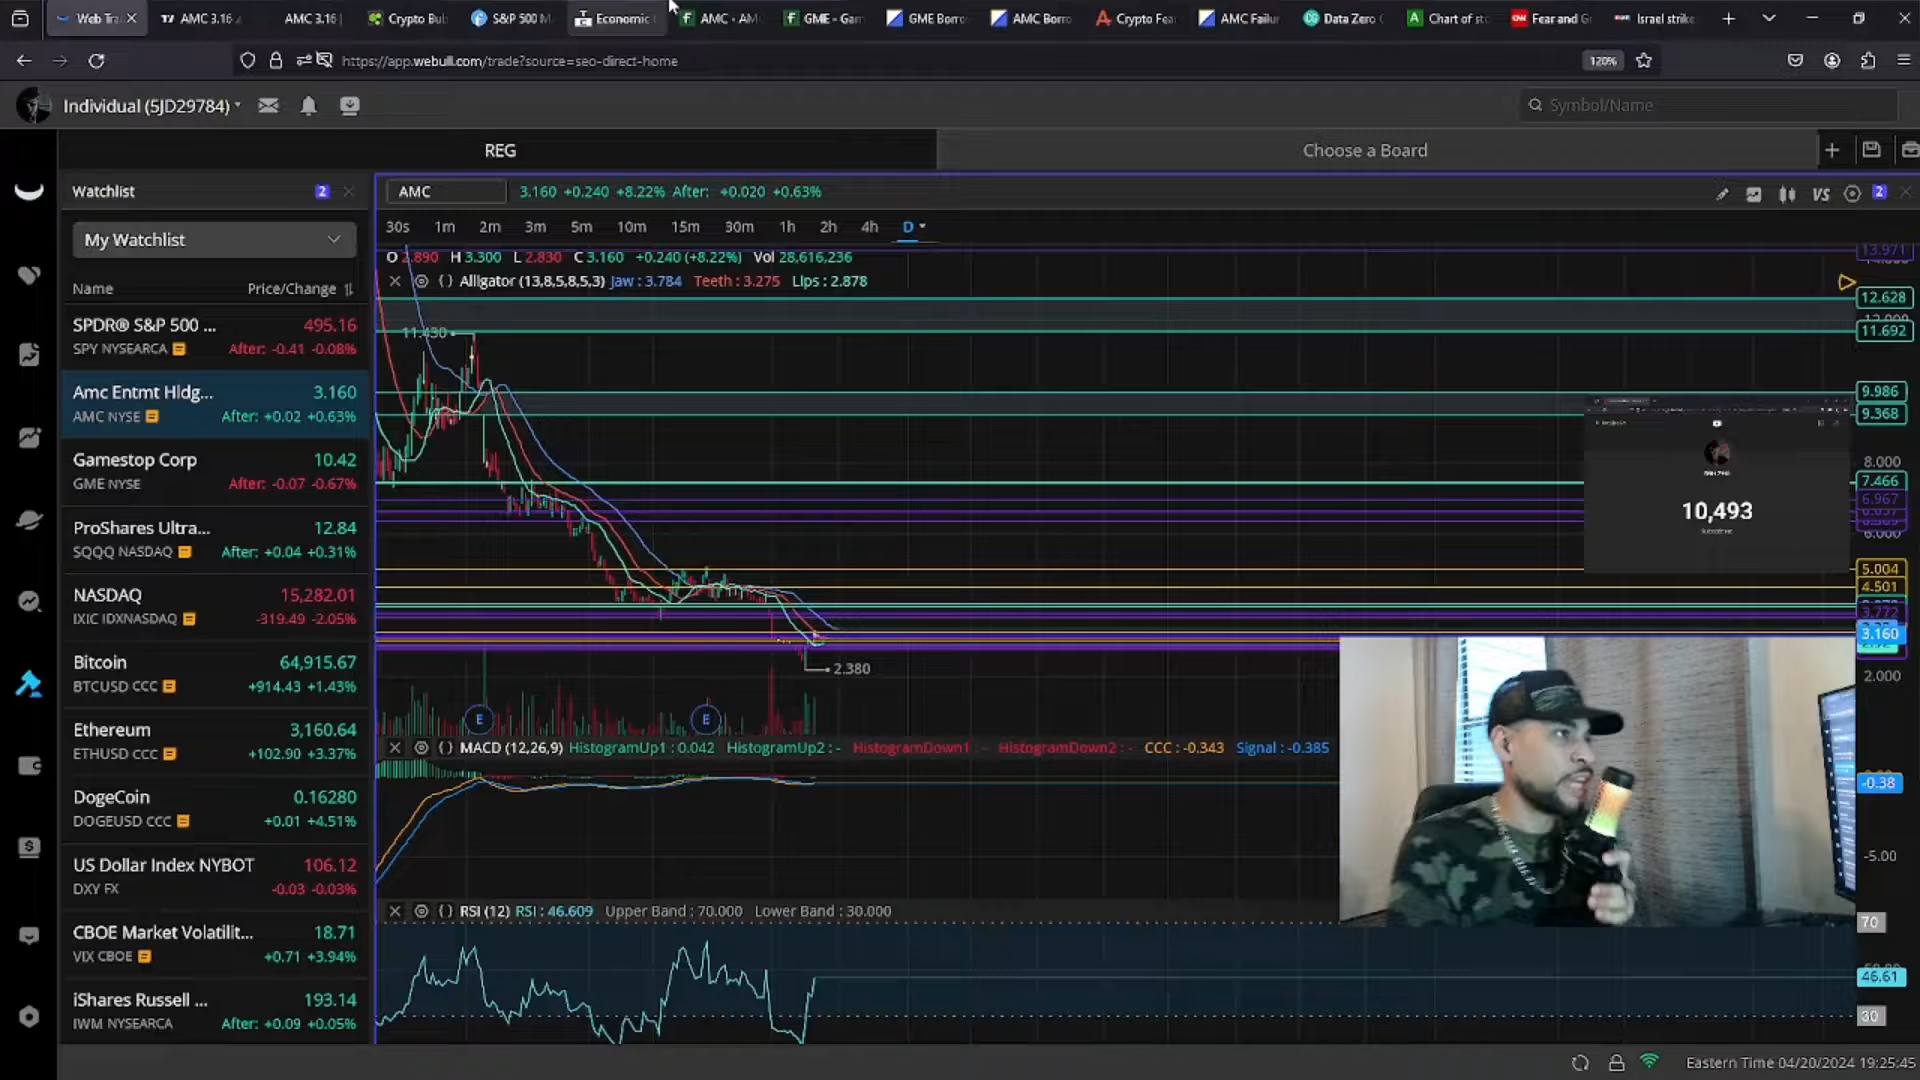 Web Tra
AMC 3.16
AMC 3.16
Crypto Bub
S&P 500 M
Economic
AMC - AM
GME - Gam
GME Borro
AMC Borro
Crypto Fea
AMC Failur
Data Zero
Chart of sto
Fear and G
Israel strike
https://app.webull.com/trade?source=seo-direct-home
120%
Individual (5JD29784)
Symbol/Name
REG
Choose a Board
Watchlist
2
AMC
3.160 +0.240 +8.22% After: +0.020 +0.63%
VS
2
My Watchlist
30s 1m 2m 3m 5m 10m 15m 30m 1h 2h 4h D
O 2.890 H 3.300 L 2.830 C 3.160 +0.240 (+8.22%) Vol 28,616,236
Alligator (13,8,5,8,5,3) Jaw : 3.784 Teeth : 3.275 Lips : 2.878
Name Price/Change
SPDR® S&P 500 ... 495.16
SPY NYSEARCA After: -0.41 -0.08%
Amc Entmt Hldg... 3.160
AMC NYSE After: +0.02 +0.63%
Gamestop Corp 10.42
GME NYSE After: -0.07 -0.67%
ProShares Ultra... 12.84
SQQQ NASDAQ After: +0.04 +0.31%
NASDAQ 15,282.01
IXIC IDXNASDAQ -319.49 -2.05%
Bitcoin 64,915.67
BTCUSD CCC +914.43 +1.43%
Ethereum 3,160.64
ETHUSD CCC +102.90 +3.37%
DogeCoin 0.16280
DOGEUSD CCC +0.01 +4.51%
US Dollar Index NYBOT 106.12
DXY FX -0.03 -0.03%
CBOE Market Volatilit... 18.71
VIX CBOE +0.71 +3.94%
iShares Russell ... 193.14
IWM NYSEARCA After: +0.09 +0.05%
11.430
2.380
E
E
13.971
12.628
11.692
9.986
9.368
8.000
7.466
6.967
6.000
5.004
4.501
3.772
3.160
2.000
10,493
MACD (12,26,9) HistogramUp1 : 0.042 HistogramUp2 : - HistogramDown1 : - HistogramDown2 : - CCC : -0.343 Signal : -0.385
-0.38
-5.00
RSI (12) RSI : 46.609 Upper Band : 70.000 Lower Band : 30.000
70
46.61
30
Eastern Time 04/20/2024 19:25:45